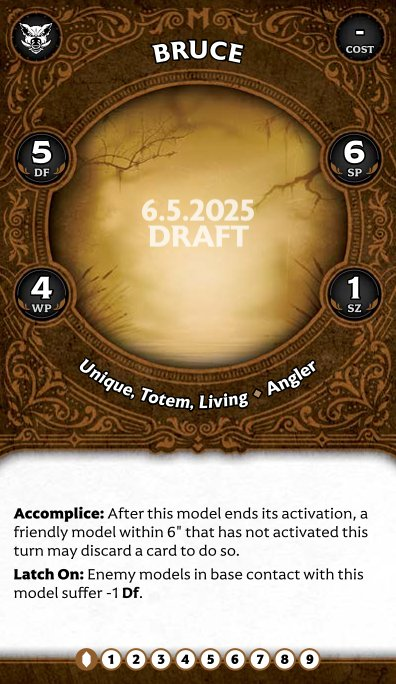 BRUCE
-
COST
5
DF
6
SP
6.5.2025
DRAFT
4
WP
1
SZ
Unique, Totem, Living ◆ Angler
Accomplice: After this model ends its activation, a
friendly model within 6" that has not activated this
turn may discard a card to do so.
Latch On: Enemy models in base contact with this
model suffer -1 Df.
1 2 3 4 5 6 7 8 9